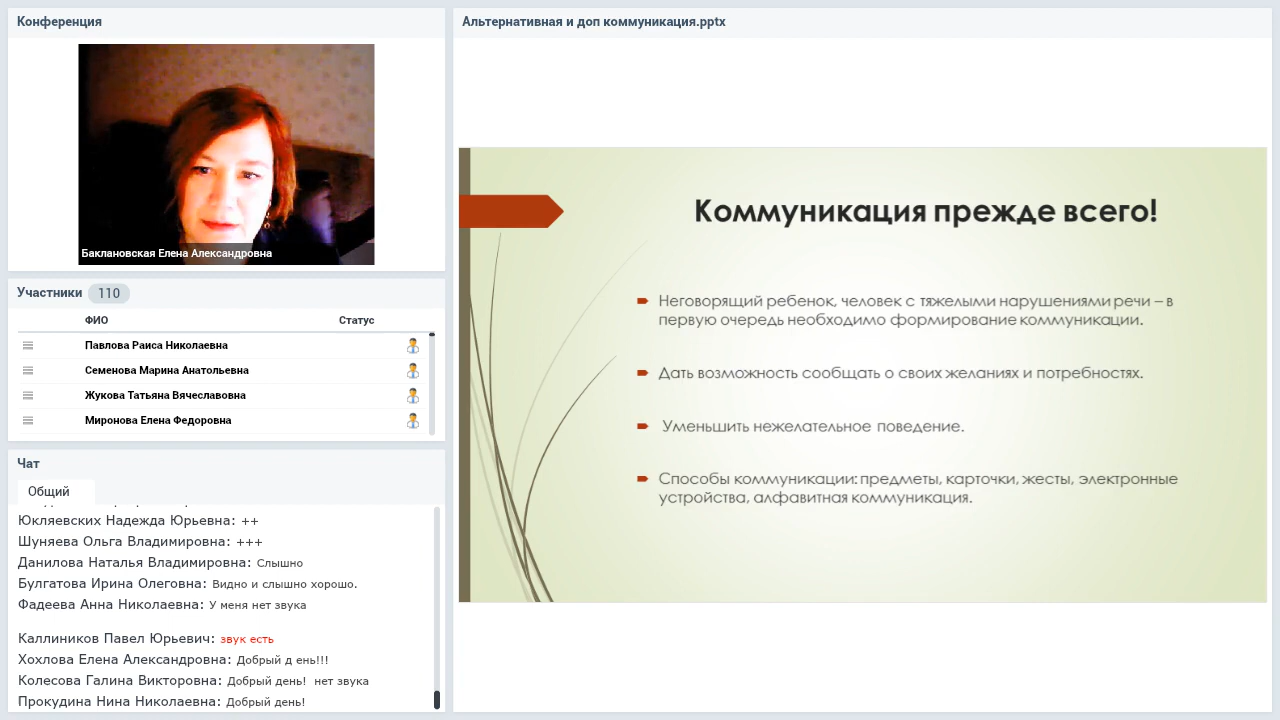 Конференция
Баклановская Елена Александровна
Участники 110
ФИО Статус
Павлова Раиса Николаевна
Семенова Марина Анатольевна
Жукова Татьяна Вячеславовна
Миронова Елена Федоровна
Чат
Общий
Юкляевских Надежда Юрьевна: ++
Шуняева Ольга Владимировна: +++
Данилова Наталья Владимировна: Слышно
Булгатова Ирина Олеговна: Видно и слышно хорошо.
Фадеева Анна Николаевна: У меня нет звука
Каллиников Павел Юрьевич: звук есть
Хохлова Елена Александровна: Добрый д ень!!!
Колесова Галина Викторовна: Добрый день!  нет звука
Прокудина Нина Николаевна: Добрый день!
Альтернативная и доп коммуникация.pptx
Коммуникация прежде всего!
Неговорящий ребенок, человек с тяжелыми нарушениями речи – в
первую очередь необходимо формирование коммуникации.
Дать возможность сообщать о своих желаниях и потребностях.
Уменьшить нежелательное поведение.
Способы коммуникации: предметы, карточки, жесты, электронные
устройства, алфавитная коммуникация.